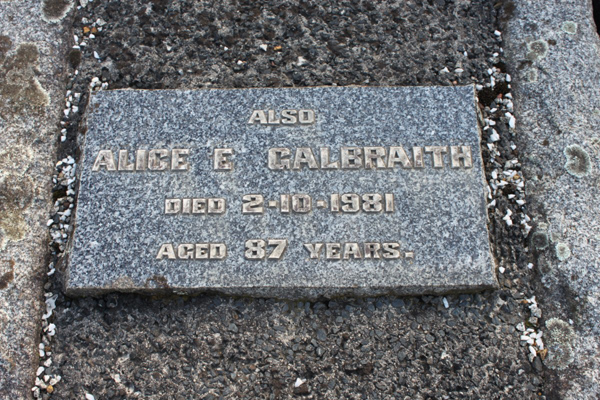 ALSO
ALICE E GALBRAITH
DIED 2-10-1981
AGED 87 YEARS.